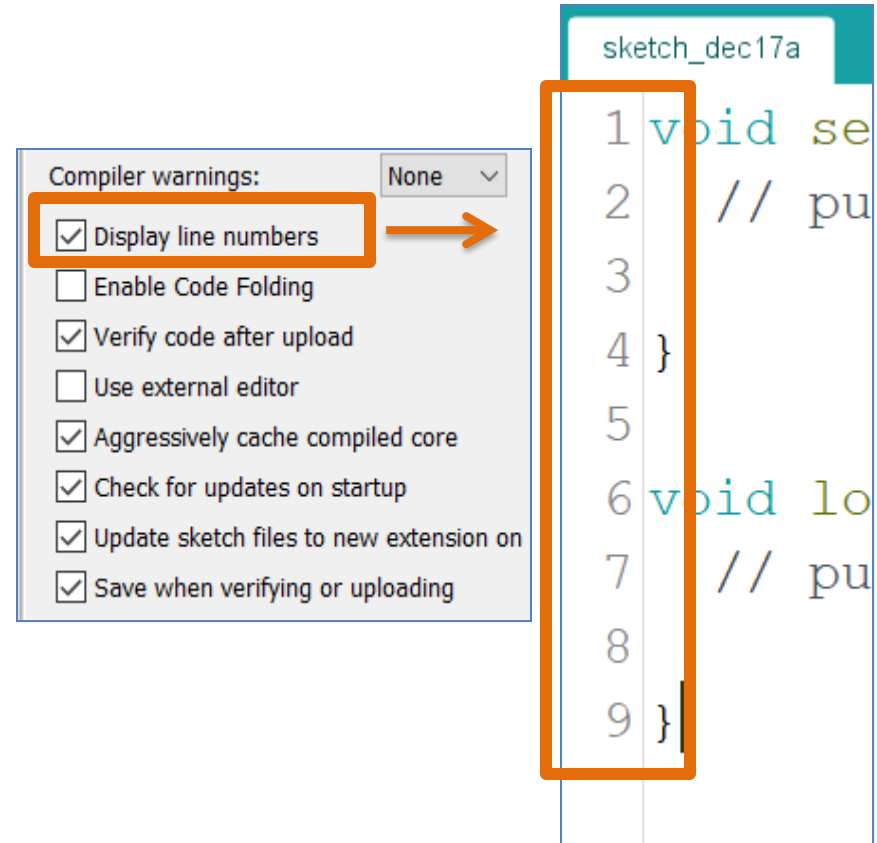 Compiler warnings: None
Display line numbers
Enable Code Folding
Verify code after upload
Use external editor
Aggressively cache compiled core
Check for updates on startup
Update sketch files to new extension on
Save when verifying or uploading
sketch_dec17a
1 void se
2 // pu
3
4 }
5
6 void lo
7 // pu
8
9 }